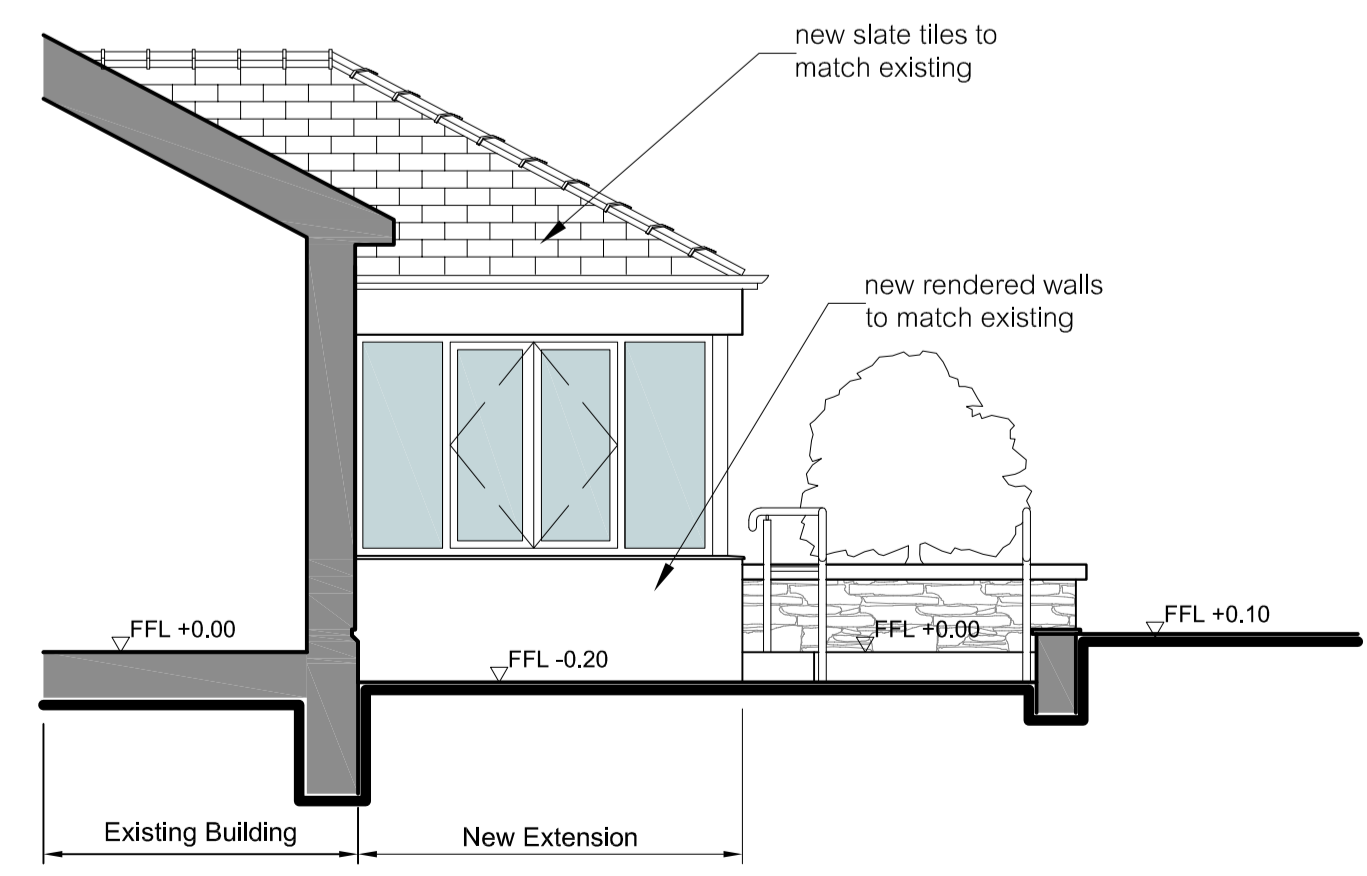 new slate tiles to
match existing
new rendered walls
to match existing
FFL +0.00
FFL -0.20
FFL +0.00
FFL +0.10
Existing Building
New Extension